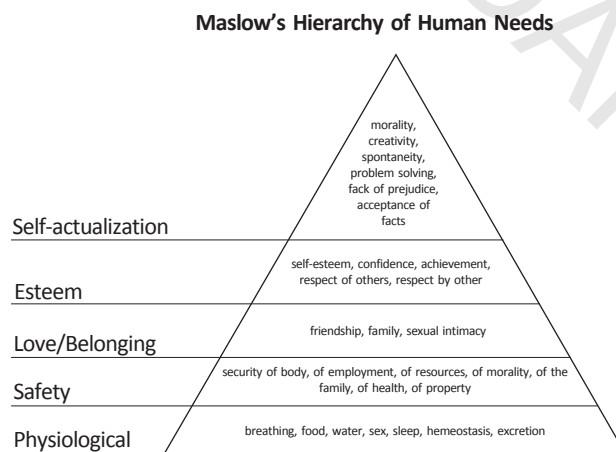 Maslow’s Hierarchy of Human Needs
morality,
creativity,
spontaneity,
problem solving,
fack of prejudice,
acceptance of
facts
Self-actualization
self-esteem, confidence, achievement,
respect of others, respect by other
Esteem
friendship, family, sexual intimacy
Love/Belonging
security of body, of employment, of resources, of morality, of the
family, of health, of property
Safety
breathing, food, water, sex, sleep, hemeostasis, excretion
Physiological